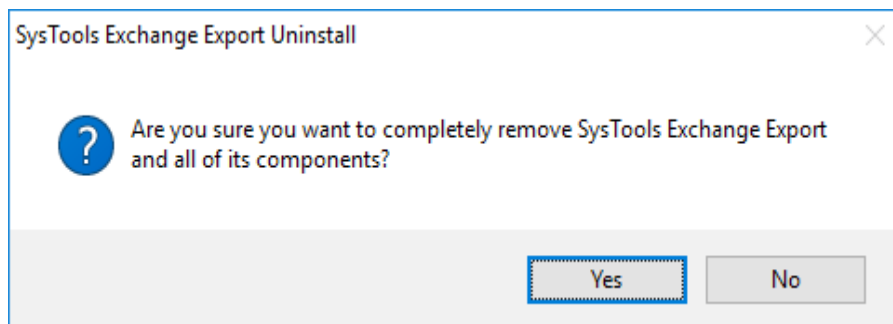 SysTools Exchange Export Uninstall
Are you sure you want to completely remove SysTools Exchange Export
and all of its components?
Yes
No